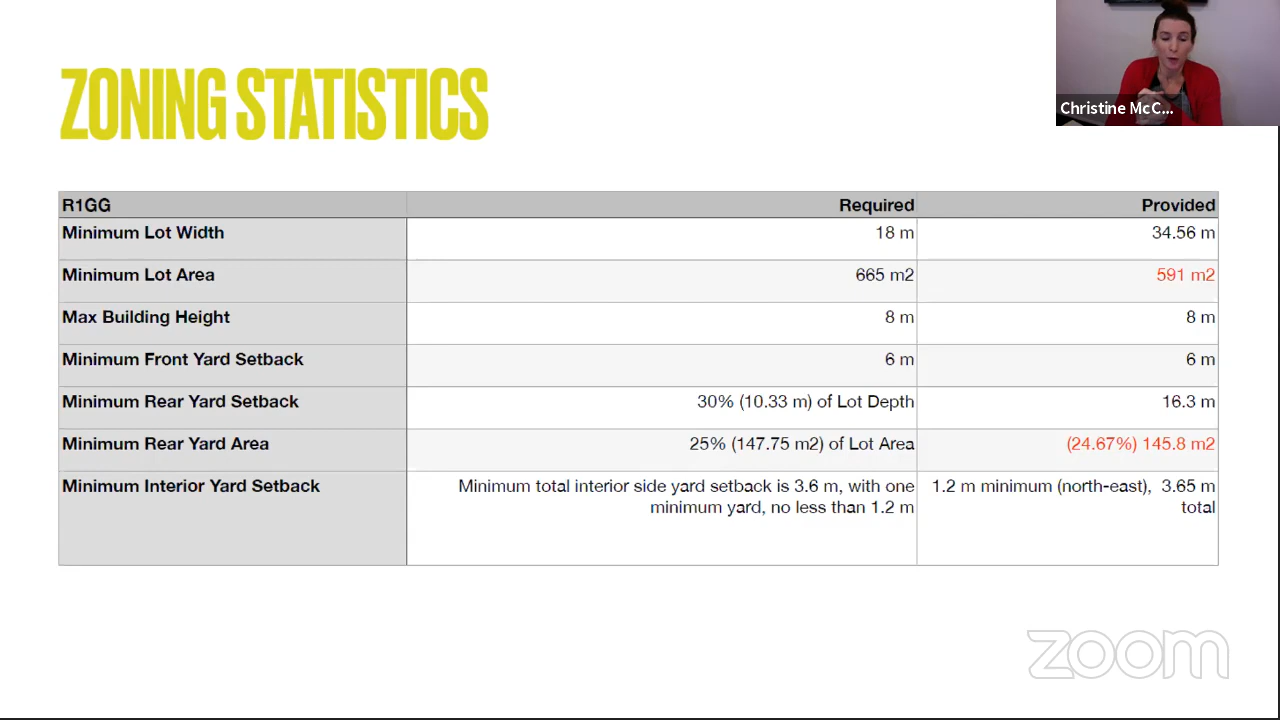 ZONING STATISTICS
Christine McC...
R1GG Required Provided
Minimum Lot Width 18 m 34.56 m
Minimum Lot Area 665 m2 591 m2
Max Building Height 8 m 8 m
Minimum Front Yard Setback 6 m 6 m
Minimum Rear Yard Setback 30% (10.33 m) of Lot Depth 16.3 m
Minimum Rear Yard Area 25% (147.75 m2) of Lot Area (24.67%) 145.8 m2
Minimum Interior Yard Setback Minimum total interior side yard setback is 3.6 m, with one 1.2 m minimum (north-east), 3.65 m
minimum yard, no less than 1.2 m total
zoom